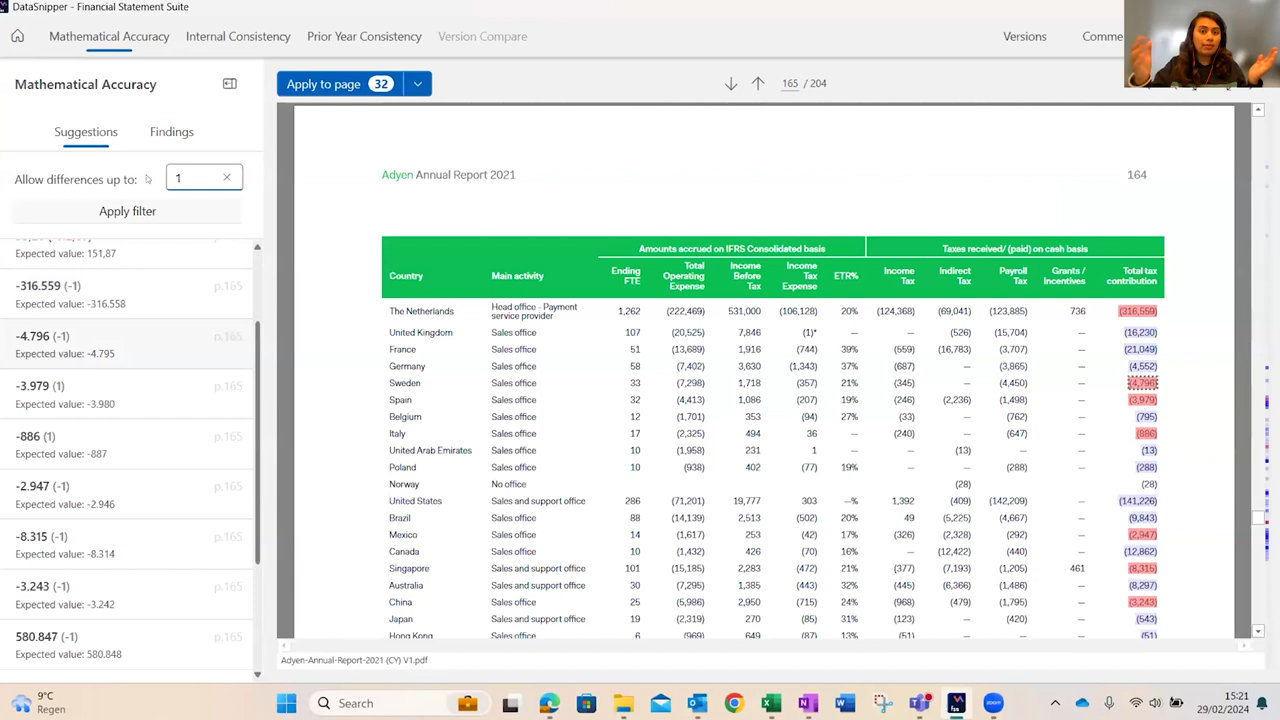 DataSnipper - Financial Statement Suite
Mathematical Accuracy Internal Consistency Prior Year Consistency Version Compare Versions Comme
Mathematical Accuracy
Apply to page 32
165 / 204
Suggestions Findings
Allow differences up to: 1
Apply filter
Expected value: 151,87
-316.559 (-1) p.165
Expected value: -316.558
-4.796 (-1) p.165
Expected value: -4.795
-3.979 (1) p.165
Expected value: -3.980
-886 (1) p.165
Expected value: -887
-2.947 (-1) p.165
Expected value: -2.946
-8.315 (-1) p.165
Expected value: -8.314
-3.243 (-1) p.165
Expected value: -3.242
580.847 (-1) p.165
Expected value: 580.848
Adyen Annual Report 2021 164
Amounts accrued on IFRS Consolidated basis Taxes received/ (paid) on cash basis
Country Main activity Ending FTE Total Operating Expense Income Before Tax Income Tax Expense ETR% Income Tax Indirect Tax Payroll Tax Grants / Incentives Total tax contribution
The Netherlands Head office - Payment service provider 1,262 (222,469) 531,000 (106,128) 20% (124,368) (69,041) (123,885) 736 (316,559)
United Kingdom Sales office 107 (20,525) 7,846 (1)* — — (526) (15,704) — (16,230)
France Sales office 51 (13,689) 1,916 (744) 39% (559) (16,783) (3,707) — (21,049)
Germany Sales office 58 (7,402) 3,630 (1,343) 37% (687) — (3,865) — (4,552)
Sweden Sales office 33 (7,298) 1,718 (357) 21% (345) — (4,450) — (4,796)
Spain Sales office 32 (4,413) 1,086 (207) 19% (246) (2,236) (1,498) — (3,979)
Belgium Sales office 12 (1,701) 353 (94) 27% (33) — (762) — (795)
Italy Sales office 17 (2,325) 494 36 — (240) — (647) — (886)
United Arab Emirates Sales office 10 (1,958) 231 1 — — (13) — — (13)
Poland Sales office 10 (938) 402 (77) 19% — — (288) — (288)
Norway No office (28) — — (28)
United States Sales and support office 286 (71,201) 19,777 303 —% 1,392 (409) (142,209) — (141,226)
Brazil Sales office 88 (14,139) 2,513 (502) 20% 49 (5,225) (4,667) — (9,843)
Mexico Sales office 14 (1,617) 253 (42) 17% (326) (2,328) (292) — (2,947)
Canada Sales office 10 (1,432) 426 (70) 16% — (12,422) (440) — (12,862)
Singapore Sales and support office 101 (15,185) 2,283 (472) 21% (377) (7,193) (1,205) 461 (8,315)
Australia Sales and support office 30 (7,295) 1,385 (443) 32% (445) (6,366) (1,486) — (8,297)
China Sales office 25 (5,986) 2,950 (715) 24% (968) (479) (1,795) — (3,243)
Japan Sales and support office 19 (2,319) 270 (85) 31% (123) — (420) — (543)
Hong Kong Sales office 6 (969) 649 (87) 13% (51) — — — (51)
Adyen-Annual-Report-2021 (CY) V1.pdf
9°C
Regen
Search
15:21
29/02/2024